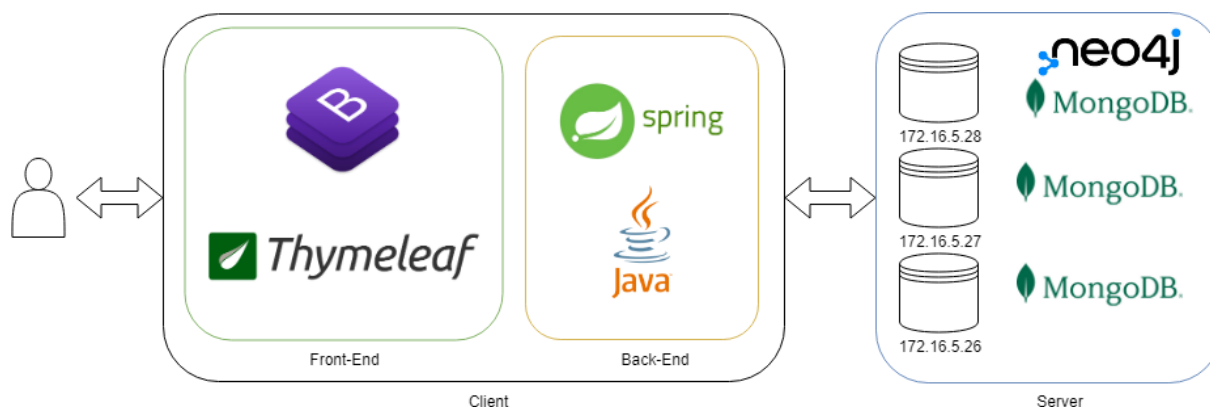 B
spring
Thymeleaf
Java
Front-End
Back-End
Client
neo4j
MongoDB®
172.16.5.28
MongoDB®
172.16.5.27
MongoDB®
172.16.5.26
Server